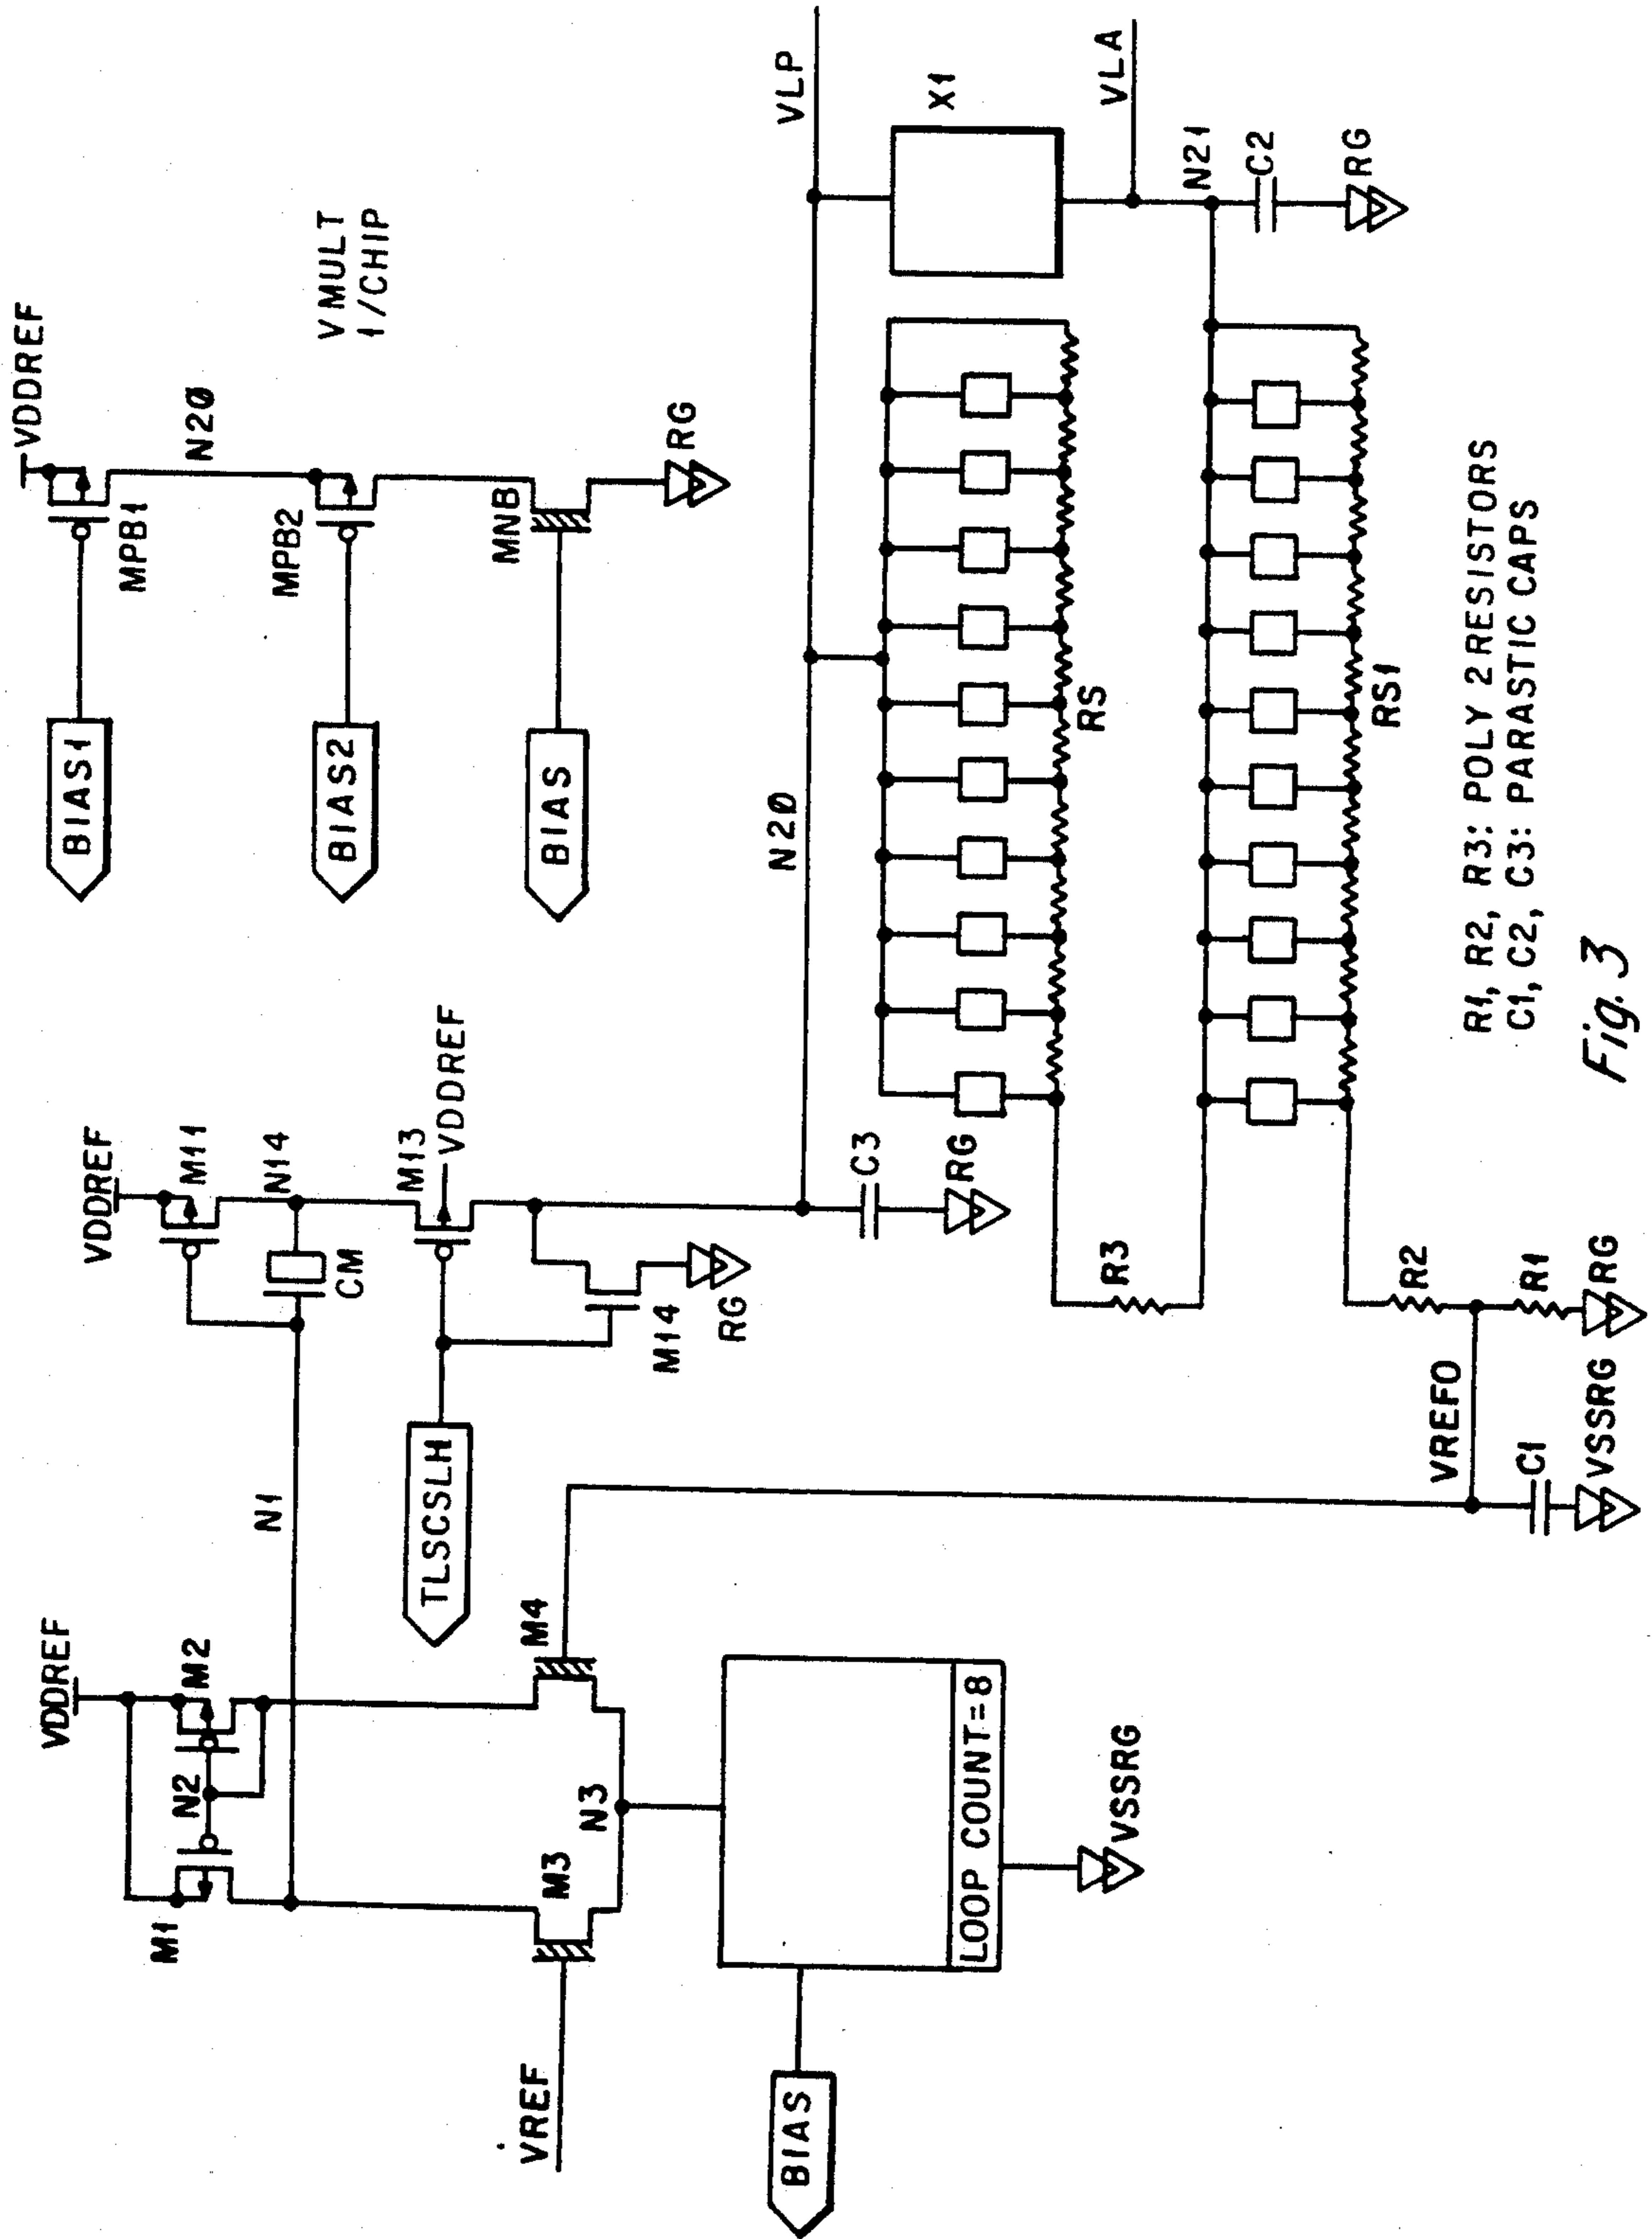 VDDREF
M1
N2
M2
N1
VREF
M3
M4
N3
BIAS
LOOP COUNT=8
VSSRG
VDDREF
M11
N14
CM
M13
VDDREF
TLSCSLH
M14
RG
C3
RG
VDDREF
N20
BIAS1
MPB1
BIAS2
MPB2
BIAS
MNB
RG
VMULT
1/CHIP
N20
VLP
X1
VLA
N21
C2
RG
RS
RS1
R3
R2
R1
RG
VREFO
C1
VSSRG
R1, R2, R3: POLY 2 RESISTORS
C1, C2, C3: PARASTIC CAPS
Fig. 3